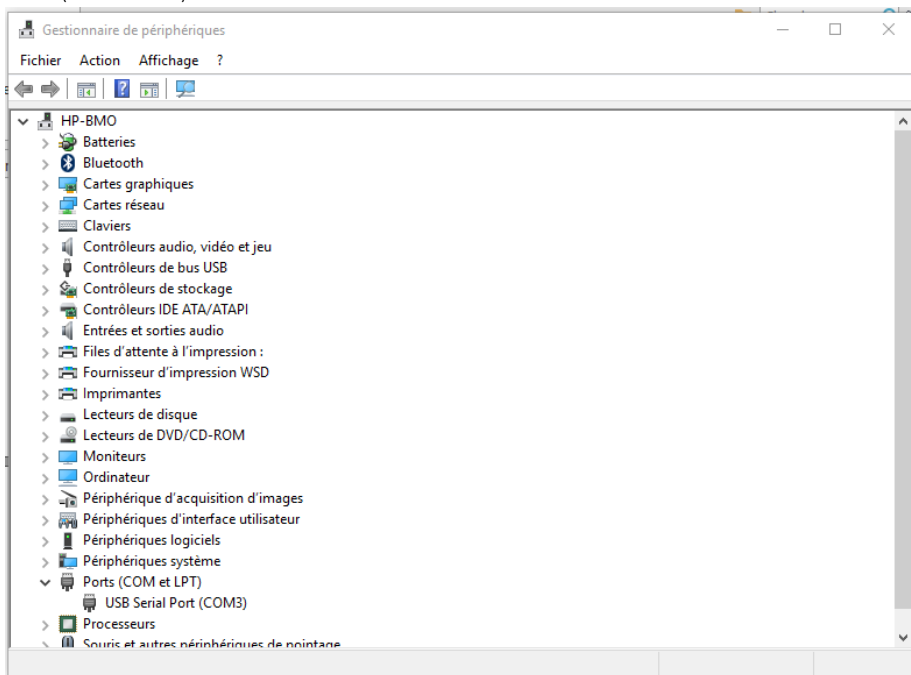 Gestionnaire de périphériques
Fichier Action Affichage ?
HP-BMO
Batteries
Bluetooth
Cartes graphiques
Cartes réseau
Claviers
Contrôleurs audio, vidéo et jeu
Contrôleurs de bus USB
Contrôleurs de stockage
Contrôleurs IDE ATA/ATAPI
Entrées et sorties audio
Files d'attente à l'impression :
Fournisseur d'impression WSD
Imprimantes
Lecteurs de disque
Lecteurs de DVD/CD-ROM
Moniteurs
Ordinateur
Périphérique d'acquisition d'images
Périphériques d'interface utilisateur
Périphériques logiciels
Périphériques système
Ports (COM et LPT)
USB Serial Port (COM3)
Processeurs
Souris et autres périphériques de pointage